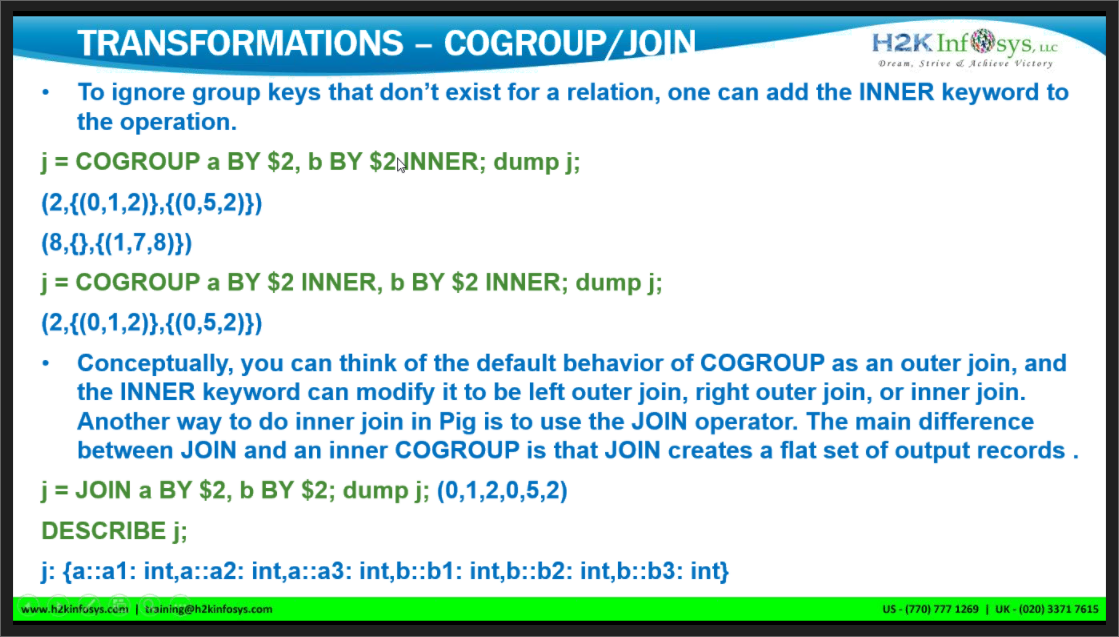 TRANSFORMATIONS – COGROUP/JOIN
H2K Infosys, LLC
Dream, Strive & Achieve Victory
• To ignore group keys that don’t exist for a relation, one can add the INNER keyword to
the operation.
j = COGROUP a BY $2, b BY $2 INNER; dump j;
(2,{(0,1,2)},{(0,5,2)})
(8,{},{(1,7,8)})
j = COGROUP a BY $2 INNER, b BY $2 INNER; dump j;
(2,{(0,1,2)},{(0,5,2)})
• Conceptually, you can think of the default behavior of COGROUP as an outer join, and
the INNER keyword can modify it to be left outer join, right outer join, or inner join.
Another way to do inner join in Pig is to use the JOIN operator. The main difference
between JOIN and an inner COGROUP is that JOIN creates a flat set of output records .
j = JOIN a BY $2, b BY $2; dump j; (0,1,2,0,5,2)
DESCRIBE j;
j: {a::a1: int,a::a2: int,a::a3: int,b::b1: int,b::b2: int,b::b3: int}
www.h2kinfosys.com | training@h2kinfosys.com
US - (770) 777 1269 | UK - (020) 3371 7615